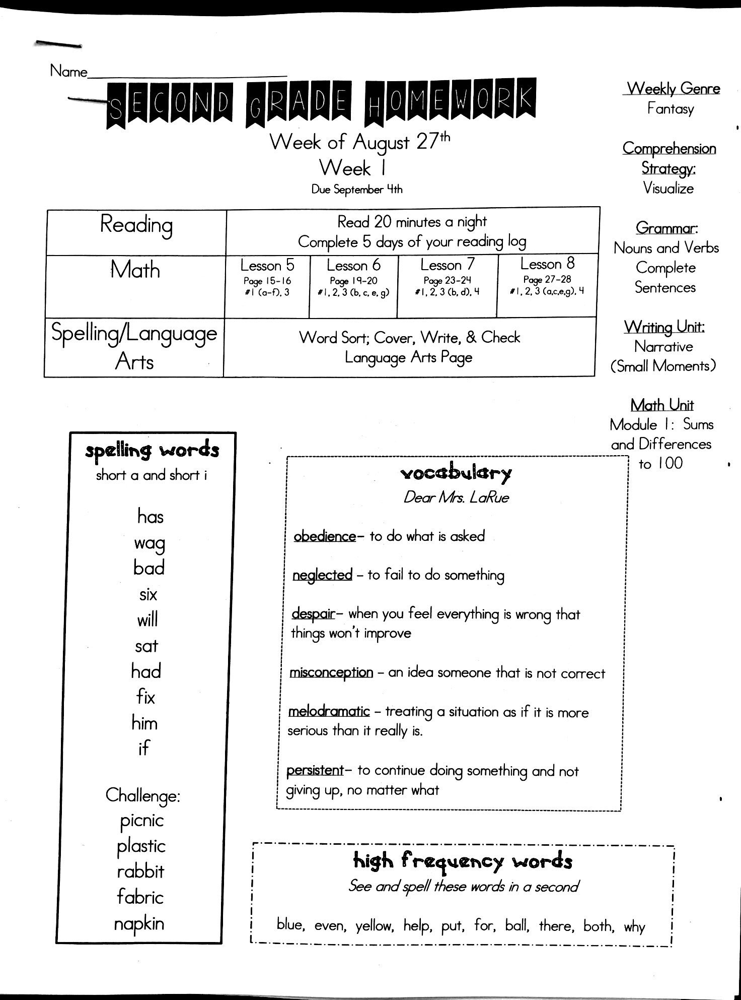 Name
SECOND GRADE HOMEWORK
Week of August 27th
Week 1
Due September 4th
Weekly Genre
Fantasy
Comprehension
Strategy:
Visualize
Grammar:
Nouns and Verbs
Complete
Sentences
Writing Unit:
Narrative
(Small Moments)
Math Unit
Module 1: Sums
and Differences
to 100
Reading
Read 20 minutes a night
Complete 5 days of your reading log
Math
Lesson 5
Page 15-16
#1 (a-f), 3
Lesson 6
Page 19-20
#1, 2, 3 (b, c, e, g)
Lesson 7
Page 23-24
#1, 2, 3 (b, d), 4
Lesson 8
Page 27-28
#1, 2, 3 (a,c,e,g), 4
Spelling/Language
Arts
Word Sort; Cover, Write, & Check
Language Arts Page
spelling words
short a and short i
has
wag
bad
six
will
sat
had
fix
him
if
Challenge:
picnic
plastic
rabbit
fabric
napkin
vocabulary
Dear Mrs. LaRue
obedience- to do what is asked
neglected - to fail to do something
despair- when you feel everything is wrong that
things won't improve
misconception - an idea someone that is not correct
melodramatic - treating a situation as if it is more
serious than it really is.
persistent- to continue doing something and not
giving up, no matter what
high frequency words
See and spell these words in a second
blue, even, yellow, help, put, for, ball, there, both, why